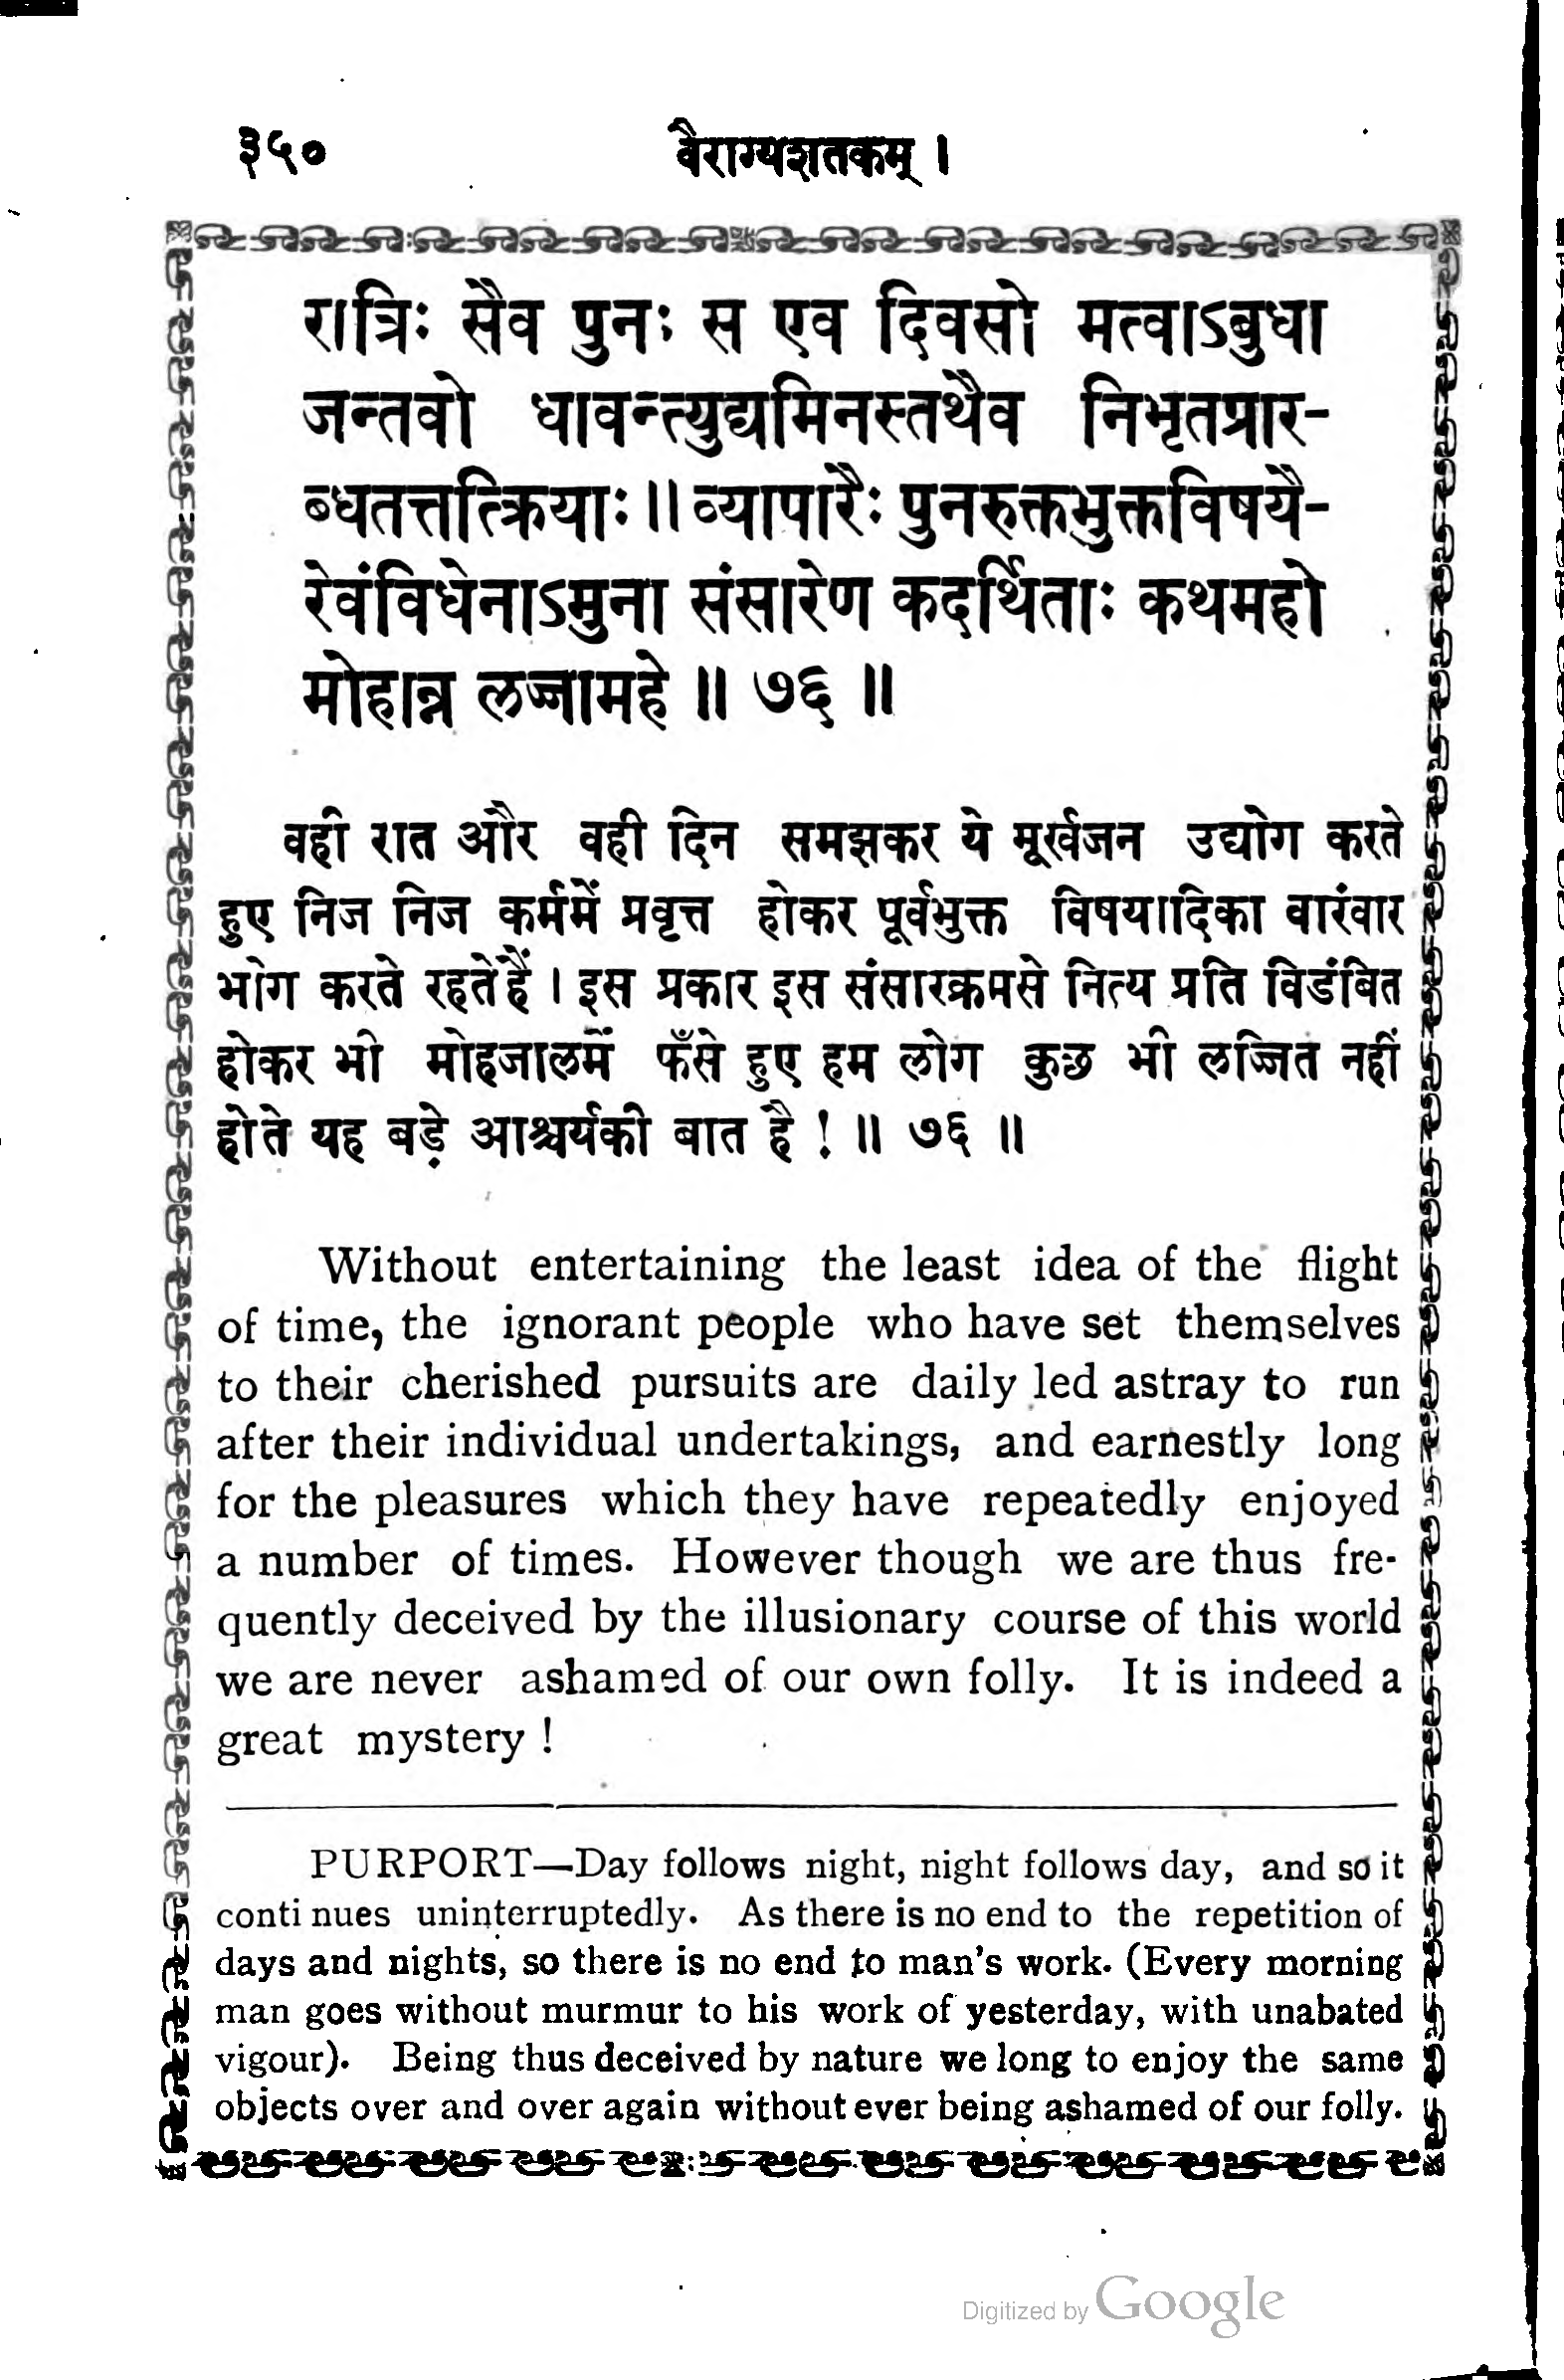 ३५० वैराग्यशतकम् ।
रात्रिः सैव पुनः स एव दिवसो मत्वाऽबुधा
जन्तवो धावन्त्युद्यमिनस्तथैव निभृतप्रार-
ब्धतत्तत्क्रियाः ।। व्यापारैः पुनरुक्तभुक्तविषयै-
रेवंविधेनाऽमुना संसारेण कदर्थिताः कथमहो
मोहान्न लज्जामहे ॥ ७६ ॥
वही रात और वही दिन समझकर ये मूर्खजन उद्योग करते
हुए निज निज कर्ममें प्रवृत्त होकर पूर्वभुक्त विषयादिका वारंवार
भोग करते रहतेहैं । इस प्रकार इस संसारक्रमसे नित्य प्रति विडंबित
होकर भी मोहजालमें फँसे हुए हम लोग कुछ भी लज्जित नहीं
होते यह बड़े आश्चर्यकी बात है ! ॥ ७६ ॥
Without entertaining the least idea of the flight
of time, the ignorant people who have set themselves
to their cherished pursuits are daily led astray to run
after their individual undertakings, and earnestly long
for the pleasures which they have repeatedly enjoyed
a number of times. However though we are thus fre-
quently deceived by the illusionary course of this world
we are never ashamed of our own folly. It is indeed a
great mystery !
PURPORT—Day follows night, night follows day, and so it
conti nues uninterruptedly. As there is no end to the repetition of
days and nights, so there is no end to man's work. (Every morning
man goes without murmur to his work of yesterday, with unabated
vigour). Being thus deceived by nature we long to enjoy the same
objects over and over again without ever being ashamed of our folly.
Digitized by Google